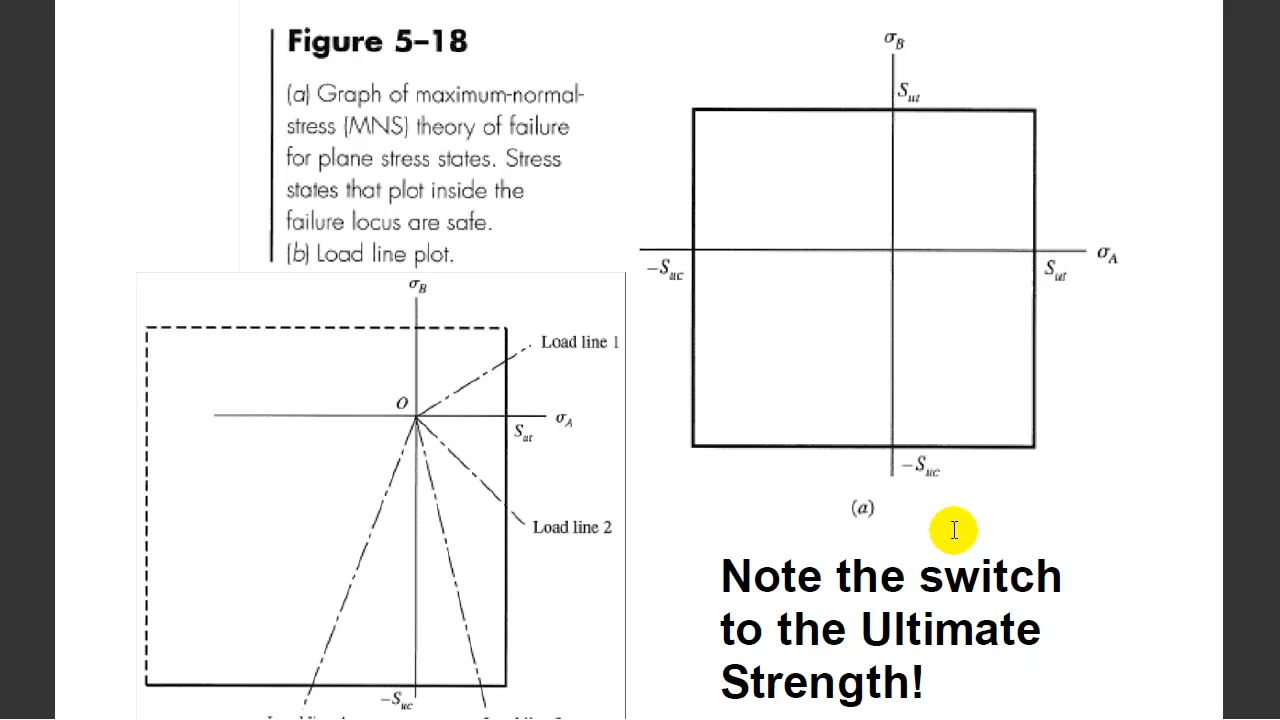 Figure 5–18
(a) Graph of maximum-normal-
stress (MNS) theory of failure
for plane stress states. Stress
states that plot inside the
failure locus are safe.
(b) Load line plot.
σB
Sut
−Suc
σA
Sut
−Suc
(a)
σB
Load line 1
O
σA
Sut
Load line 2
−Suc
Note the switch
to the Ultimate
Strength!